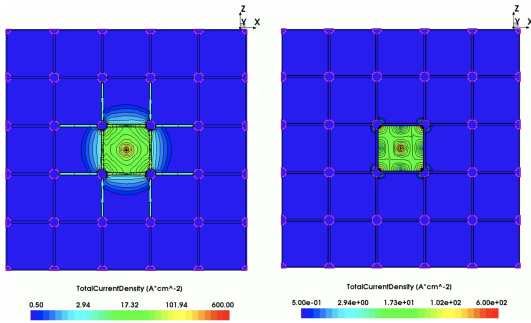 Z
Y X
Z
Y X
TotalCurrentDensity (A*cm^-2)
0.50 2.94 17.32 101.94 600.00
TotalCurrentDensity (A*cm^-2)
5.00e-01 2.94e+00 1.73e+01 1.02e+02 6.00e+02